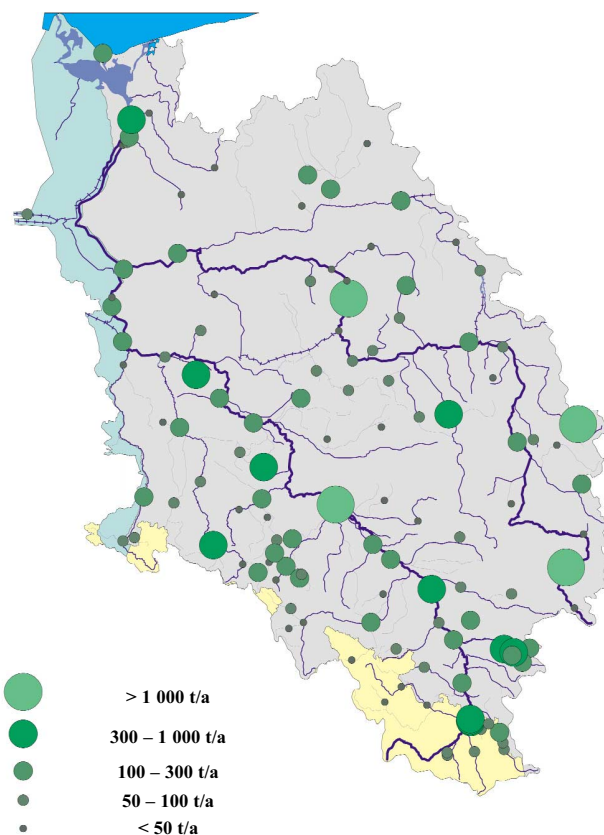 > 1 000 t/a
300 – 1 000 t/a
100 – 300 t/a
50 – 100 t/a
< 50 t/a